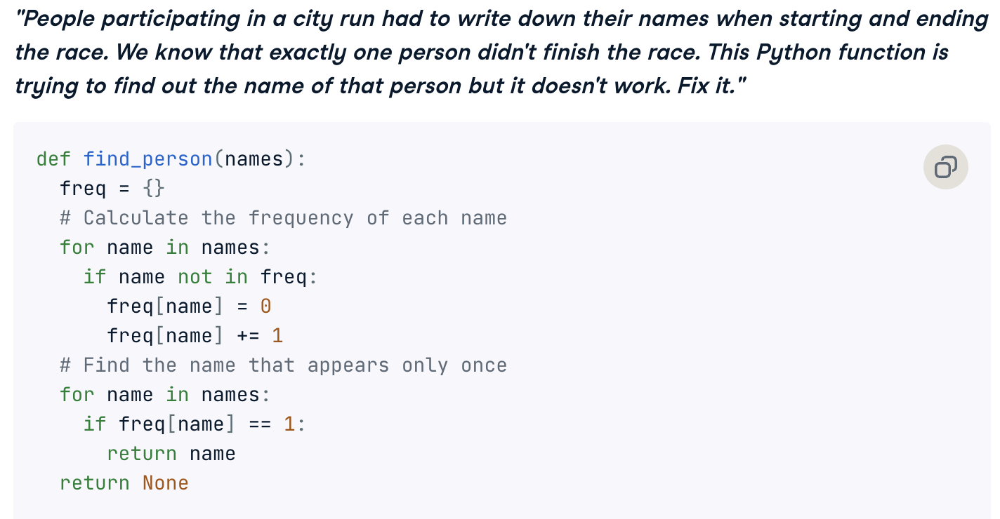 "People participating in a city run had to write down their names when starting and ending
the race. We know that exactly one person didn't finish the race. This Python function is
trying to find out the name of that person but it doesn't work. Fix it."
def find_person(names):
  freq = {}
  # Calculate the frequency of each name
  for name in names:
    if name not in freq:
      freq[name] = 0
      freq[name] += 1
  # Find the name that appears only once
  for name in names:
    if freq[name] == 1:
      return name
  return None